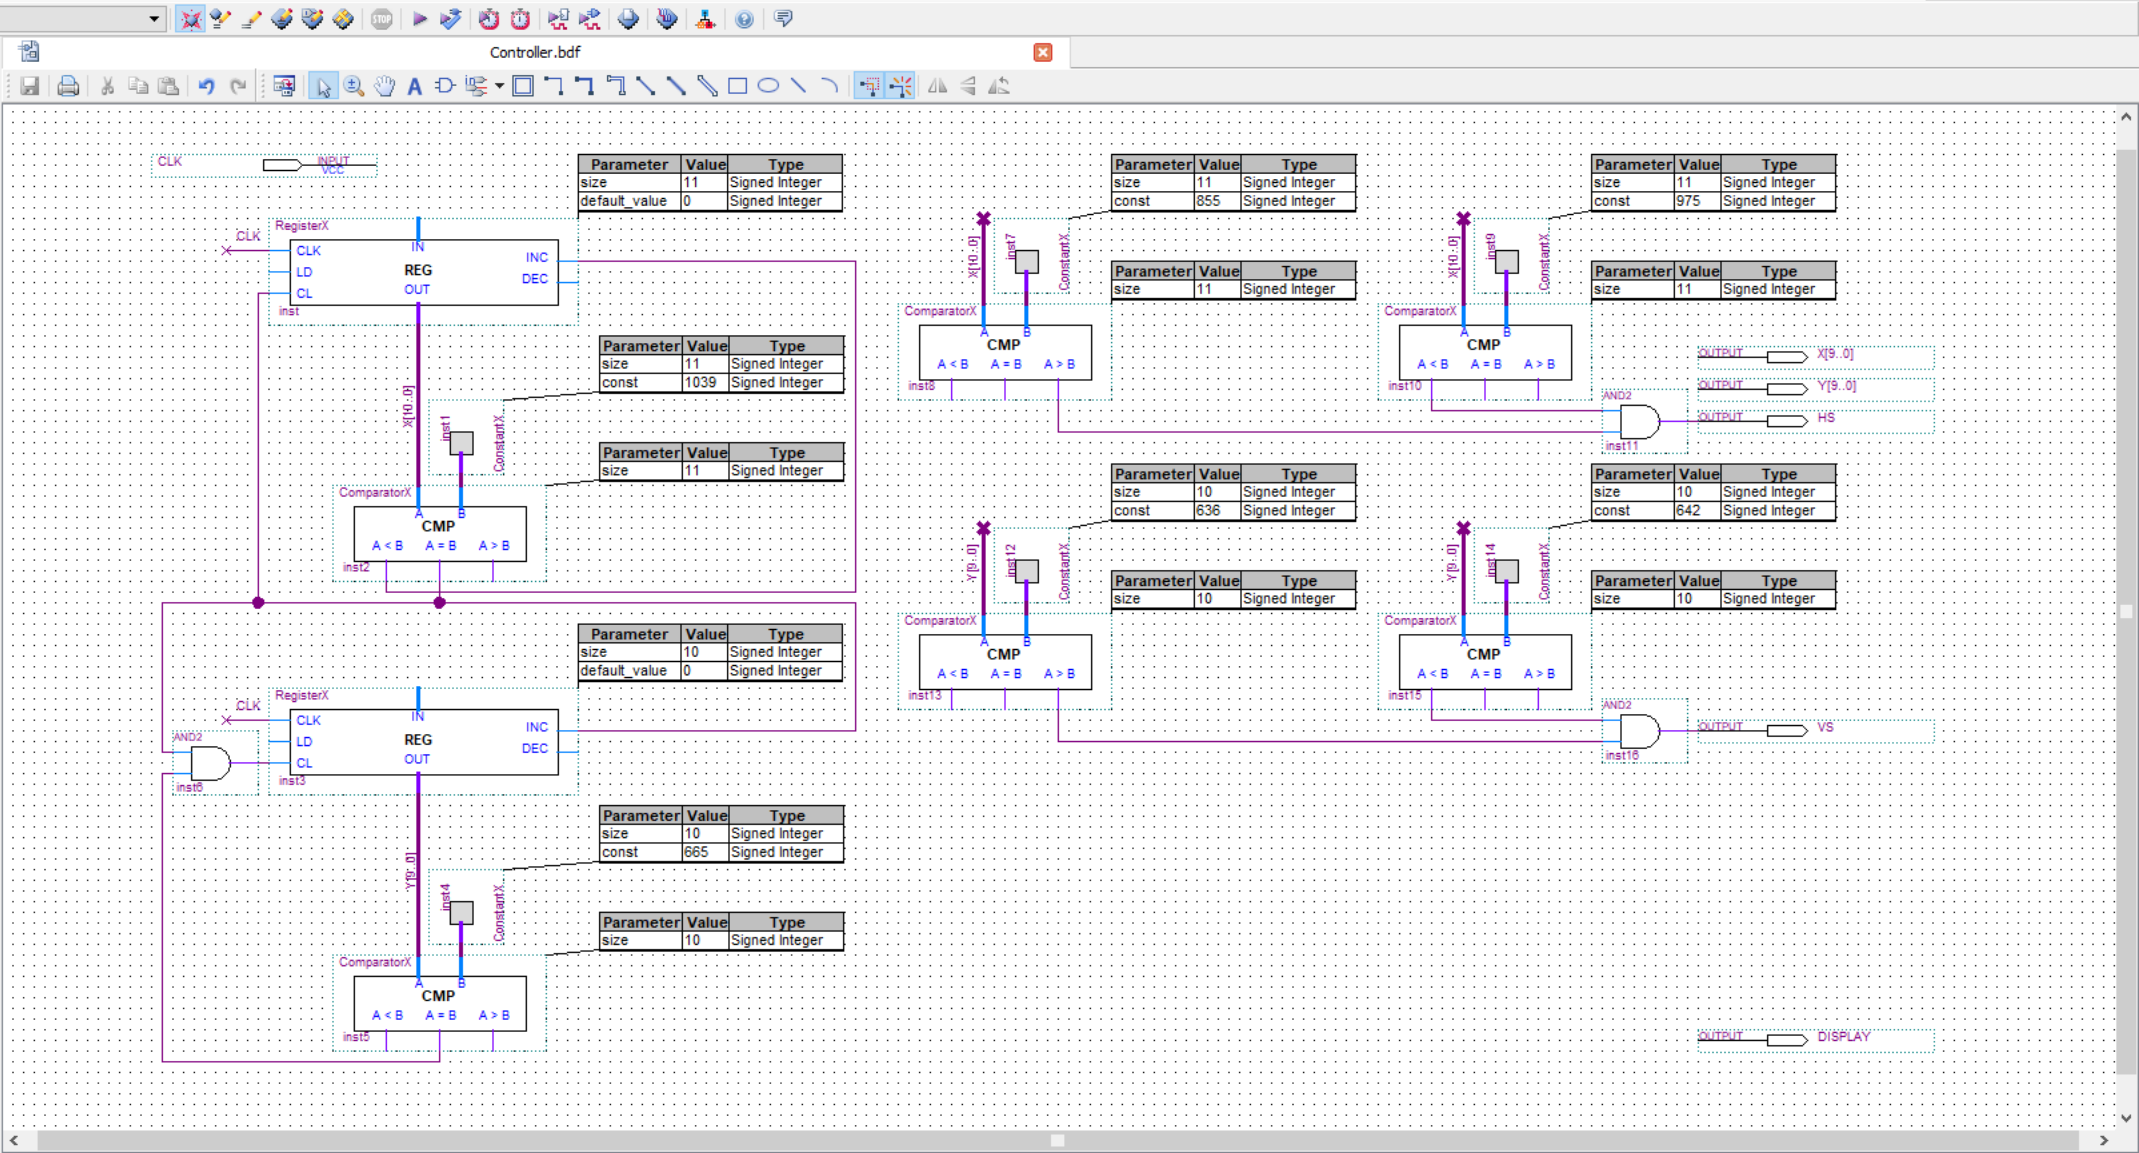 STOP
Controller.bdf
A
CLK
INPUT
VCC
Parameter Value Type
size 11 Signed Integer
default_value 0 Signed Integer
RegisterX
CLK
CLK
LD
CL
IN
REG
OUT
INC
DEC
inst
X[10..0]
Parameter Value Type
size 11 Signed Integer
const 1039 Signed Integer
inst1
ConstantX
Parameter Value Type
size 11 Signed Integer
ComparatorX
A B
CMP
A < B A = B A > B
inst2
Parameter Value Type
size 10 Signed Integer
default_value 0 Signed Integer
RegisterX
CLK
CLK
LD
CL
IN
REG
OUT
INC
DEC
inst3
AND2
inst6
Y[9..0]
Parameter Value Type
size 10 Signed Integer
const 665 Signed Integer
inst4
ConstantX
Parameter Value Type
size 10 Signed Integer
ComparatorX
A B
CMP
A < B A = B A > B
inst5
Parameter Value Type
size 11 Signed Integer
const 855 Signed Integer
X[10..0]
inst7
ConstantX
Parameter Value Type
size 11 Signed Integer
ComparatorX
A B
CMP
A < B A = B A > B
inst8
Parameter Value Type
size 11 Signed Integer
const 975 Signed Integer
X[10..0]
inst9
ConstantX
Parameter Value Type
size 11 Signed Integer
ComparatorX
A B
CMP
A < B A = B A > B
inst10
OUTPUT X[9..0]
OUTPUT Y[9..0]
AND2
OUTPUT HS
inst11
Parameter Value Type
size 10 Signed Integer
const 636 Signed Integer
Y[9..0]
inst12
ConstantX
Parameter Value Type
size 10 Signed Integer
ComparatorX
A B
CMP
A < B A = B A > B
inst13
Parameter Value Type
size 10 Signed Integer
const 642 Signed Integer
Y[9..0]
inst14
ConstantX
Parameter Value Type
size 10 Signed Integer
ComparatorX
A B
CMP
A < B A = B A > B
inst15
AND2
OUTPUT VS
inst16
OUTPUT DISPLAY